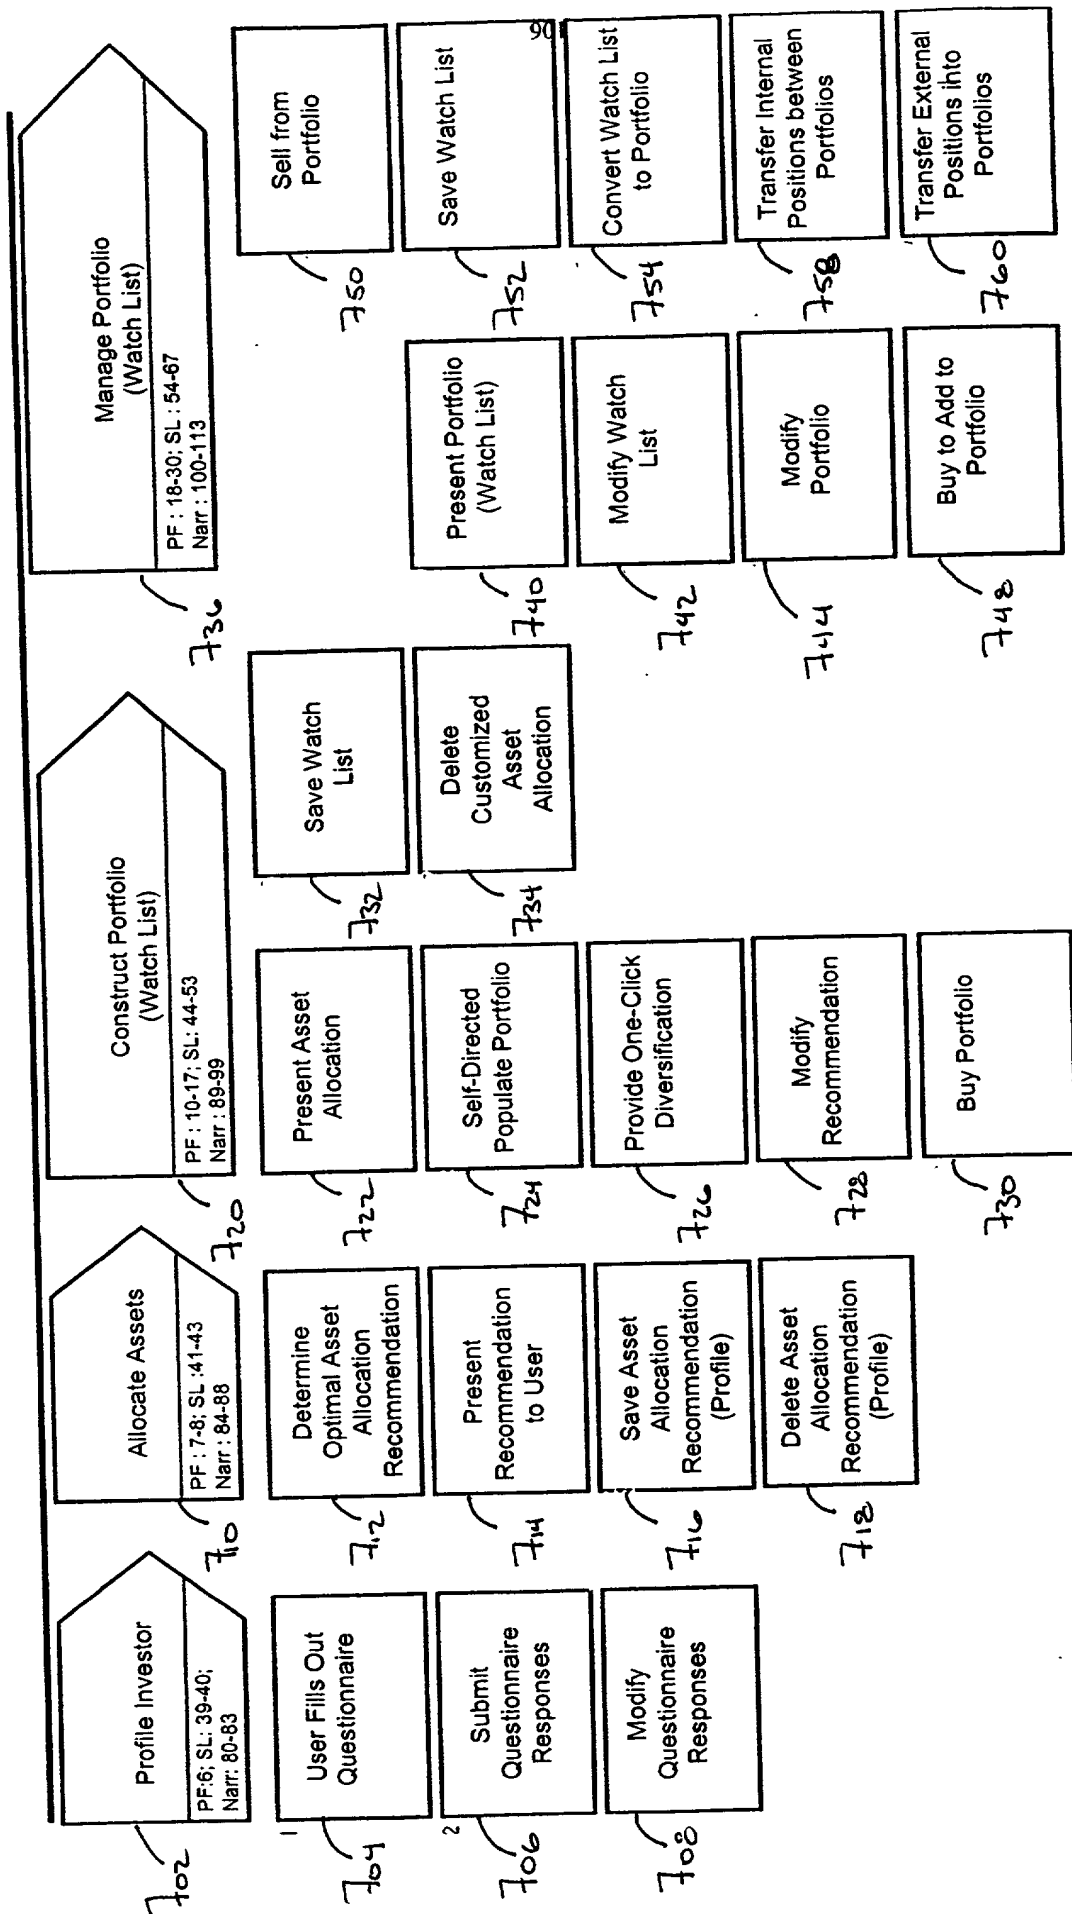 Profile Investor
PF:6; SL: 39-40;
Narr: 80-83
702
1
User Fills Out
Questionnaire
704
2
Submit
Questionnaire
Responses
706
Modify
Questionnaire
Responses
708
Allocate Assets
PF : 7-8; SL :41-43
Narr : 84-88
710
Determine
Optimal Asset
Allocation
Recommendation
712
Present
Recommendation
to User
714
Save Asset
Allocation
Recommendation
(Profile)
716
Delete Asset
Allocation
Recommendation
(Profile)
718
Construct Portfolio
(Watch List)
PF : 10-17; SL: 44-53
Narr : 89-99
720
Present Asset
Allocation
722
Self-Directed
Populate Portfolio
724
Provide One-Click
Diversification
726
Modify
Recommendation
728
Buy Portfolio
730
Save Watch
List
732
Delete
Customized
Asset
Allocation
734
Manage Portfolio
(Watch List)
PF : 18-30; SL : 54-67
Narr : 100-113
736
Present Portfolio
(Watch List)
740
Modify Watch
List
742
Modify
Portfolio
744
Buy to Add to
Portfolio
748
Sell from
Portfolio
750
Save Watch List
752
Convert Watch List
to Portfolio
754
Transfer Internal
Positions between
Portfolios
758
Transfer External
Positions into
Portfolios
760